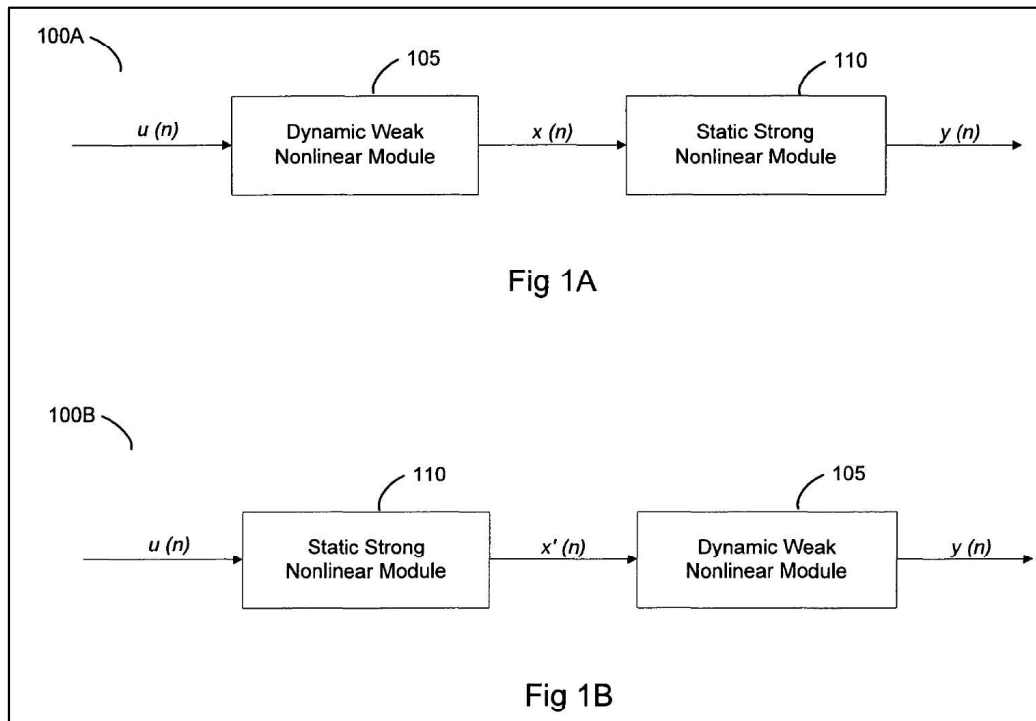 100A
105
110
u (n)
Dynamic Weak
Nonlinear Module
x (n)
Static Strong
Nonlinear Module
y (n)
Fig 1A
100B
110
105
u (n)
Static Strong
Nonlinear Module
x' (n)
Dynamic Weak
Nonlinear Module
y (n)
Fig 1B